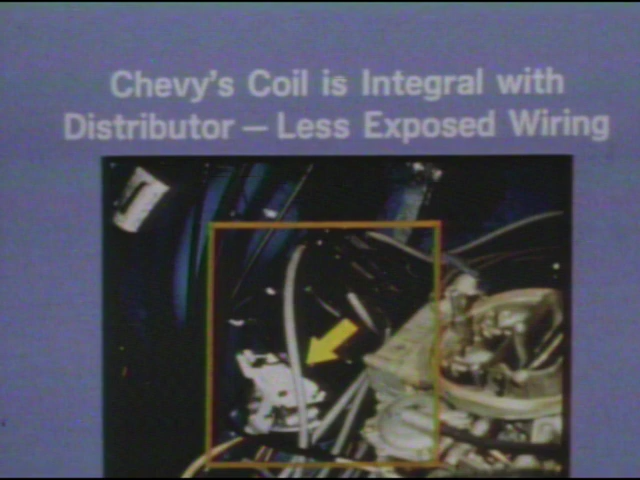 Chevy's Coil is Integral with
Distributor — Less Exposed Wiring